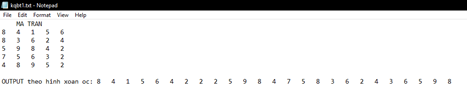 kqbt1.txt - Notepad
File Edit Format View Help
MA TRAN
8 4 1 5 6
8 3 6 2 4
5 9 8 4 2
7 5 6 3 2
4 8 9 5 2
OUTPUT theo hinh xoan oc: 8 4 1 5 6 4 2 2 2 5 9 8 4 7 5 8 3 6 2 4 3 6 5 9 8